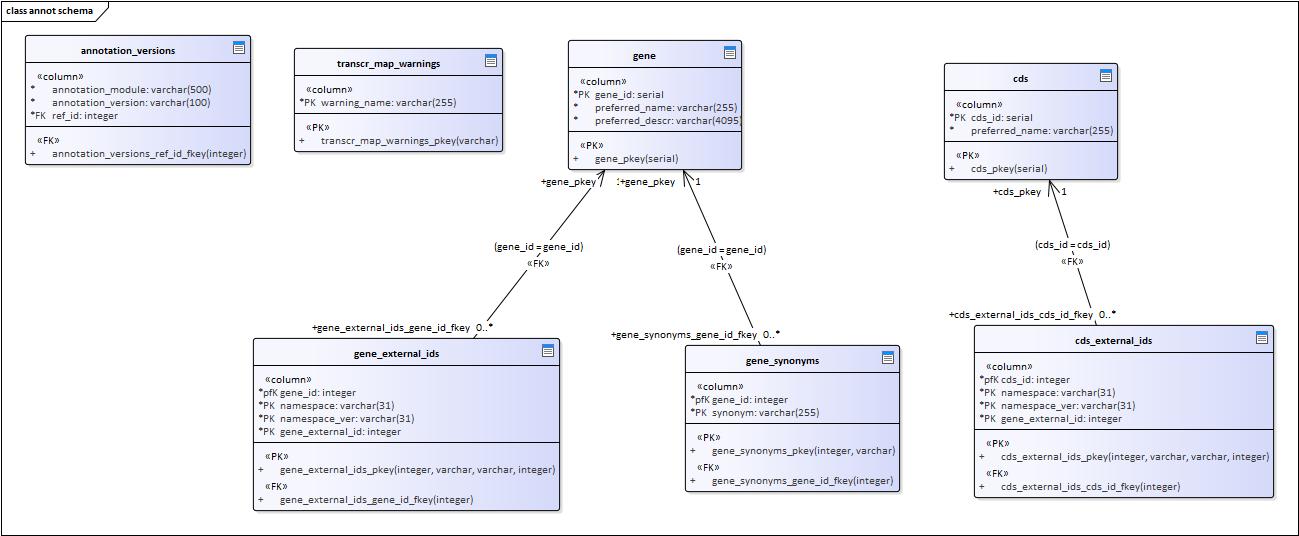 class annot schema
annotation_versions
«column»
* annotation_module: varchar(500)
* annotation_version: varchar(100)
*FK ref_id: integer
«FK»
+ annotation_versions_ref_id_fkey(integer)
transcr_map_warnings
«column»
*PK warning_name: varchar(255)
«PK»
+ transcr_map_warnings_pkey(varchar)
gene
«column»
*PK gene_id: serial
* preferred_name: varchar(255)
* preferred_descr: varchar(4095)
«PK»
+ gene_pkey(serial)
cds
«column»
*PK cds_id: serial
* preferred_name: varchar(255)
«PK»
+ cds_pkey(serial)
+gene_pkey 1
+gene_pkey 1
+cds_pkey 1
(gene_id = gene_id)
«FK»
(gene_id = gene_id)
«FK»
(cds_id = cds_id)
«FK»
+gene_external_ids_gene_id_fkey 0..*
+gene_synonyms_gene_id_fkey 0..*
+cds_external_ids_cds_id_fkey 0..*
gene_external_ids
«column»
*pfK gene_id: integer
*PK namespace: varchar(31)
*PK namespace_ver: varchar(31)
*PK gene_external_id: integer
«PK»
+ gene_external_ids_pkey(integer, varchar, varchar, integer)
«FK»
+ gene_external_ids_gene_id_fkey(integer)
gene_synonyms
«column»
*pfK gene_id: integer
*PK synonym: varchar(255)
«PK»
+ gene_synonyms_pkey(integer, varchar)
«FK»
+ gene_synonyms_gene_id_fkey(integer)
cds_external_ids
«column»
*pfK cds_id: integer
*PK namespace: varchar(31)
*PK namespace_ver: varchar(31)
*PK gene_external_id: integer
«PK»
+ cds_external_ids_pkey(integer, varchar, varchar, integer)
«FK»
+ cds_external_ids_cds_id_fkey(integer)